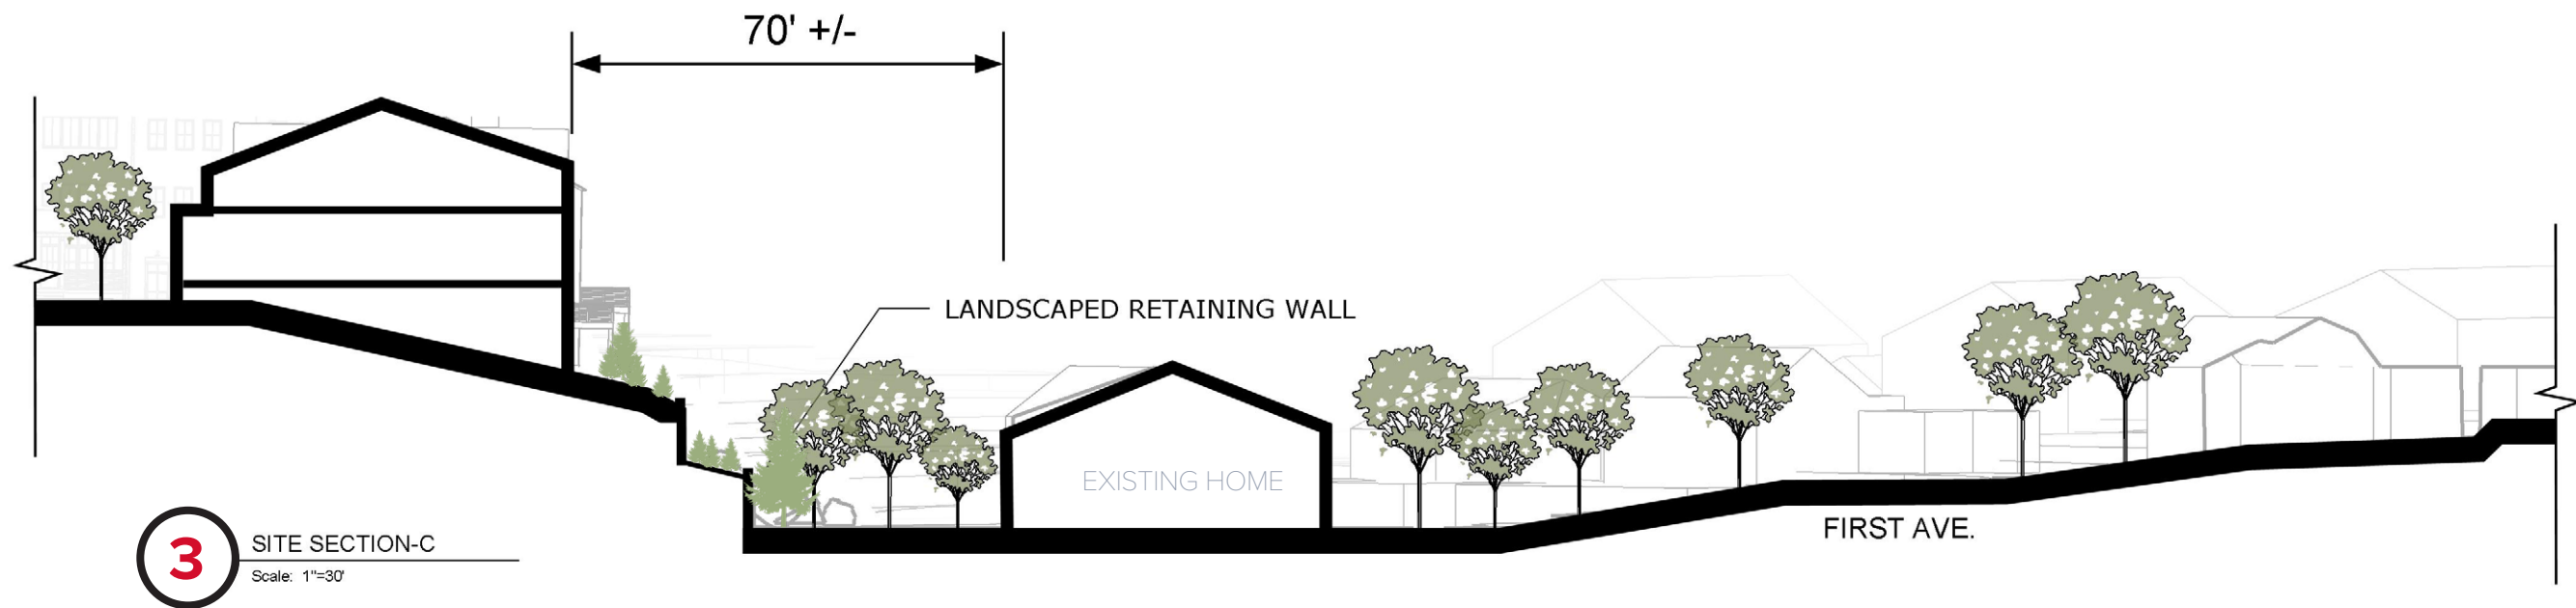 70' +/-
LANDSCAPED RETAINING WALL
EXISTING HOME
FIRST AVE.
3
SITE SECTION-C
Scale: 1"=30'